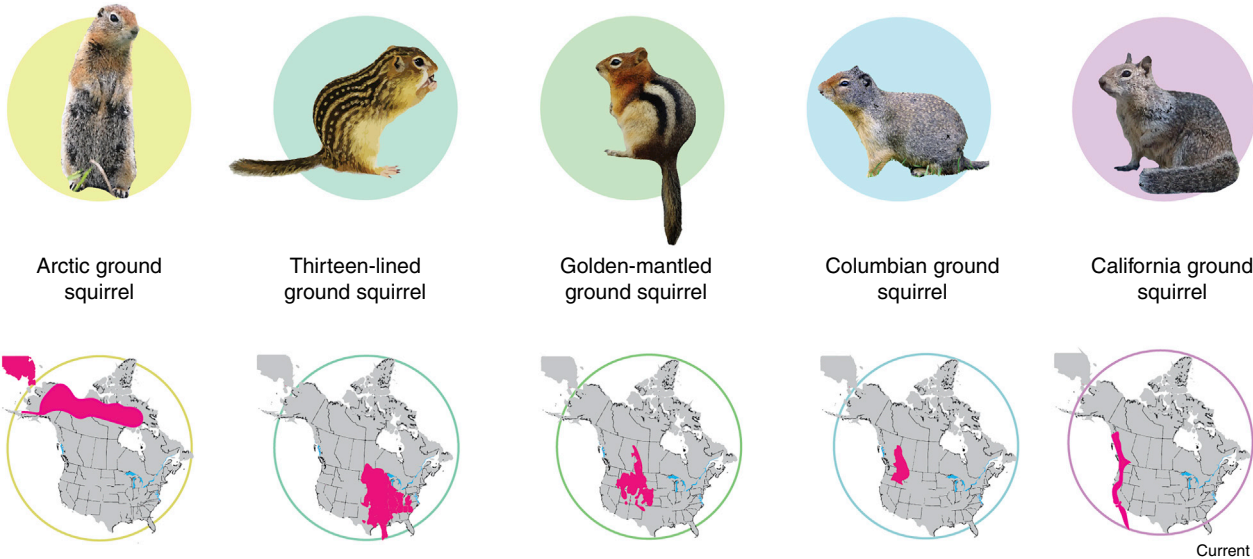 Arctic ground
squirrel
Thirteen-lined
ground squirrel
Golden-mantled
ground squirrel
Columbian ground
squirrel
California ground
squirrel
Current